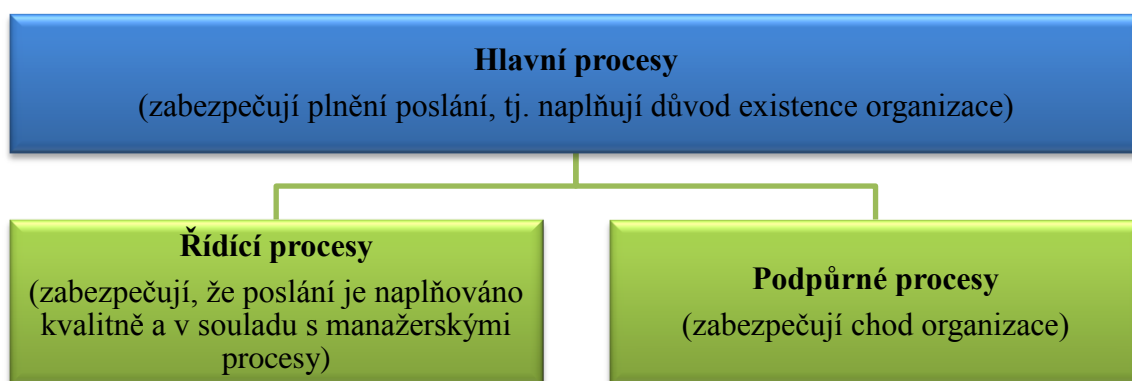 Hlavní procesy
(zabezpečují plnění poslání, tj. naplňují důvod existence organizace)
Řídící procesy
(zabezpečují, že poslání je naplňováno
kvalitně a v souladu s manažerskými
procesy)
Podpůrné procesy
(zabezpečují chod organizace)